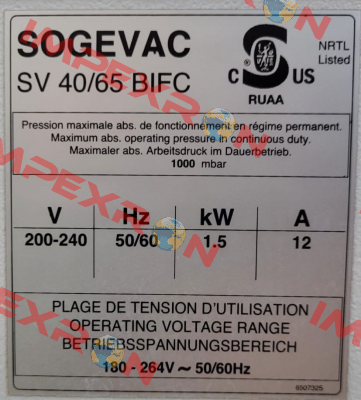 SOGEVAC
SV 40/65 BIFC
C US
NRTL
Listed
RUAA
Pression maximale abs. de fonctionnement en régime permanent.
Maximum abs. operating pressure in continuous duty.
Maximaler abs. Arbeitsdruck im Dauerbetrieb.
1000 mbar
V Hz kW A
200-240 50/60 1.5 12
PLAGE DE TENSION D'UTILISATION
OPERATING VOLTAGE RANGE
BETRIEBSSPANNUNGSBEREICH
180 - 264V ~ 50/60Hz
IMPEXRON